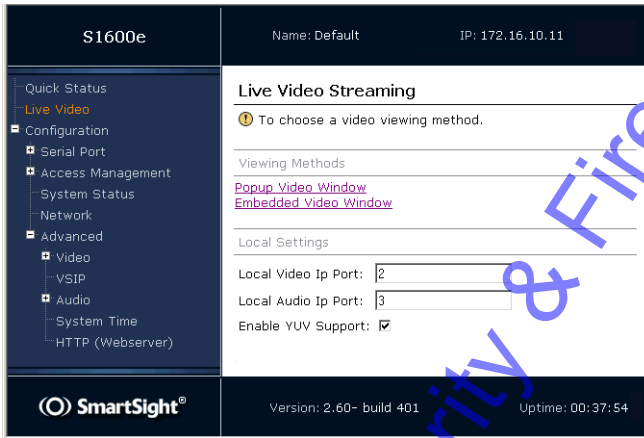 S1600e
Name: Default
IP: 172.16.10.11
Quick Status
Live Video
Configuration
Serial Port
Access Management
System Status
Network
Advanced
Video
VSIP
Audio
System Time
HTTP (Webserver)
Live Video Streaming
To choose a video viewing method.
Viewing Methods
Popup Video Window
Embedded Video Window
Local Settings
Local Video Ip Port: 2
Local Audio Ip Port: 3
Enable YUV Support:
SmartSight®
Version: 2.60- build 401
Uptime: 00:37:54
& Fire